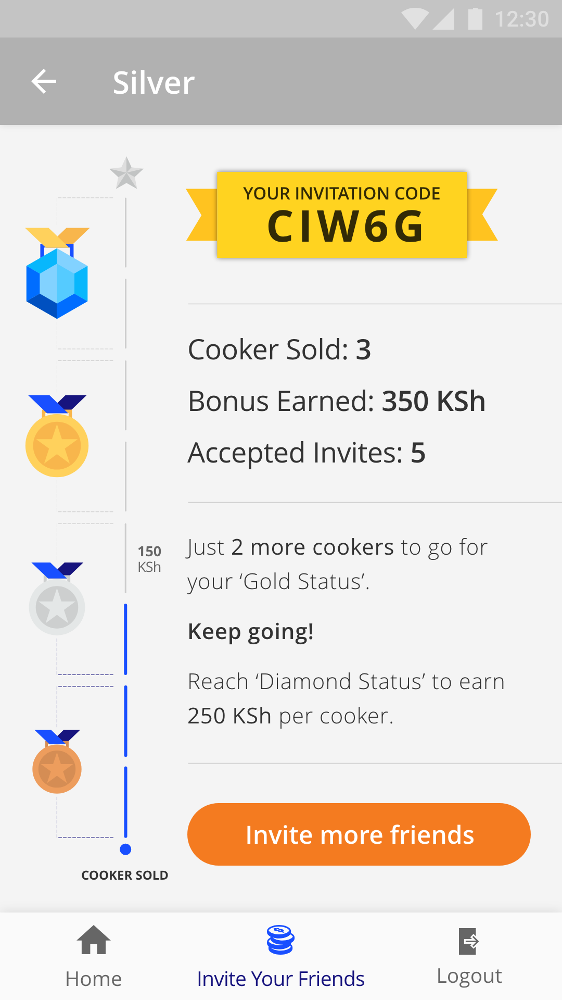 12:30
Silver
YOUR INVITATION CODE
CIW6G
Cooker Sold: 3
Bonus Earned: 350 KSh
Accepted Invites: 5
150
KSh
Just 2 more cookers to go for
your ‘Gold Status’.
Keep going!
Reach ‘Diamond Status’ to earn
250 KSh per cooker.
Invite more friends
COOKER SOLD
Home
Invite Your Friends
Logout